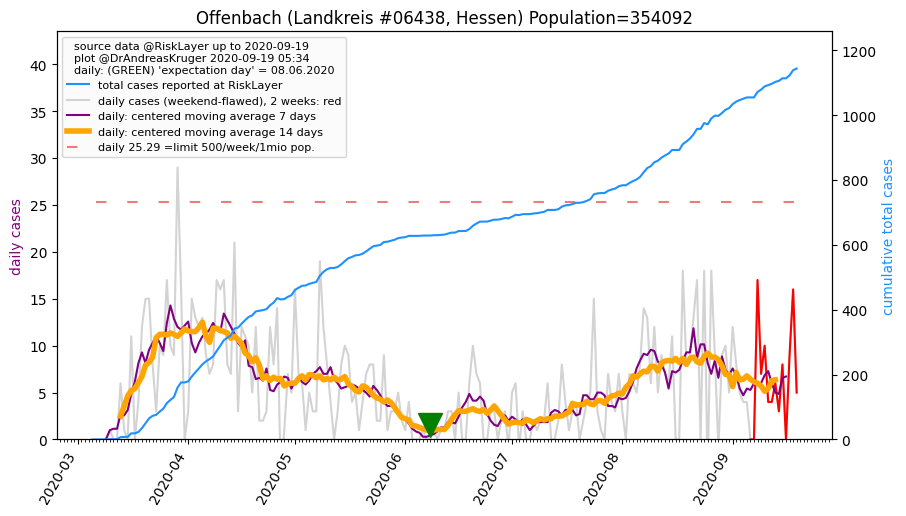 Offenbach (Landkreis #06438, Hessen) Population=354092
source data @RiskLayer up to 2020-09-19
plot @DrAndreasKruger 2020-09-19 05:34
daily: (GREEN) 'expectation day' = 08.06.2020
total cases reported at RiskLayer
daily cases (weekend-flawed), 2 weeks: red
daily: centered moving average 7 days
daily: centered moving average 14 days
daily 25.29 =limit 500/week/1mio pop.
daily cases
40
35
30
25
20
15
10
5
0
1200
1000
800
600
400
200
0
cumulative total cases
2020-03
2020-04
2020-05
2020-06
2020-07
2020-08
2020-09